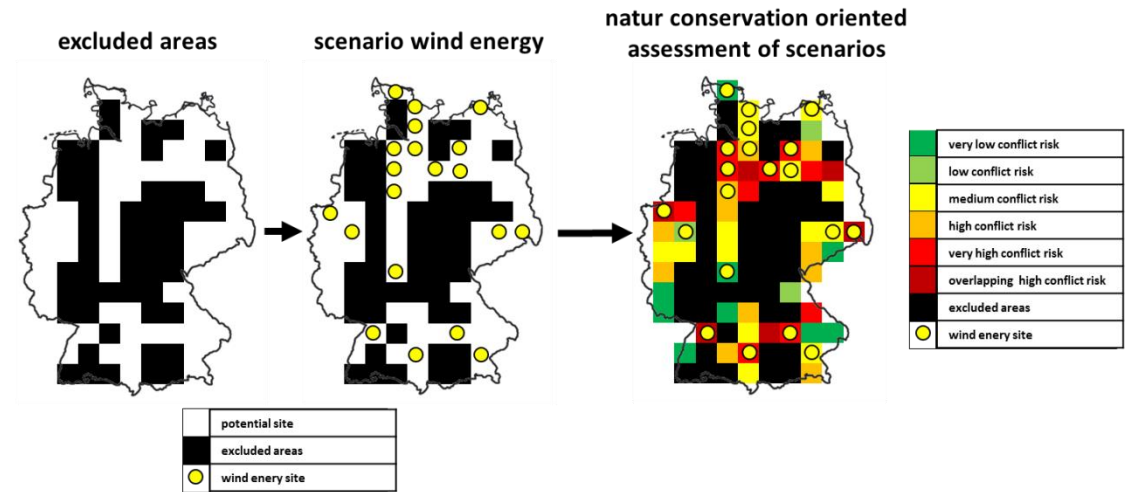 excluded areas
scenario wind energy
natur conservation oriented
assessment of scenarios
very low conflict risk
low conflict risk
medium conflict risk
high conflict risk
very high conflict risk
overlapping high conflict risk
excluded areas
wind enery site
potential site
excluded areas
wind enery site